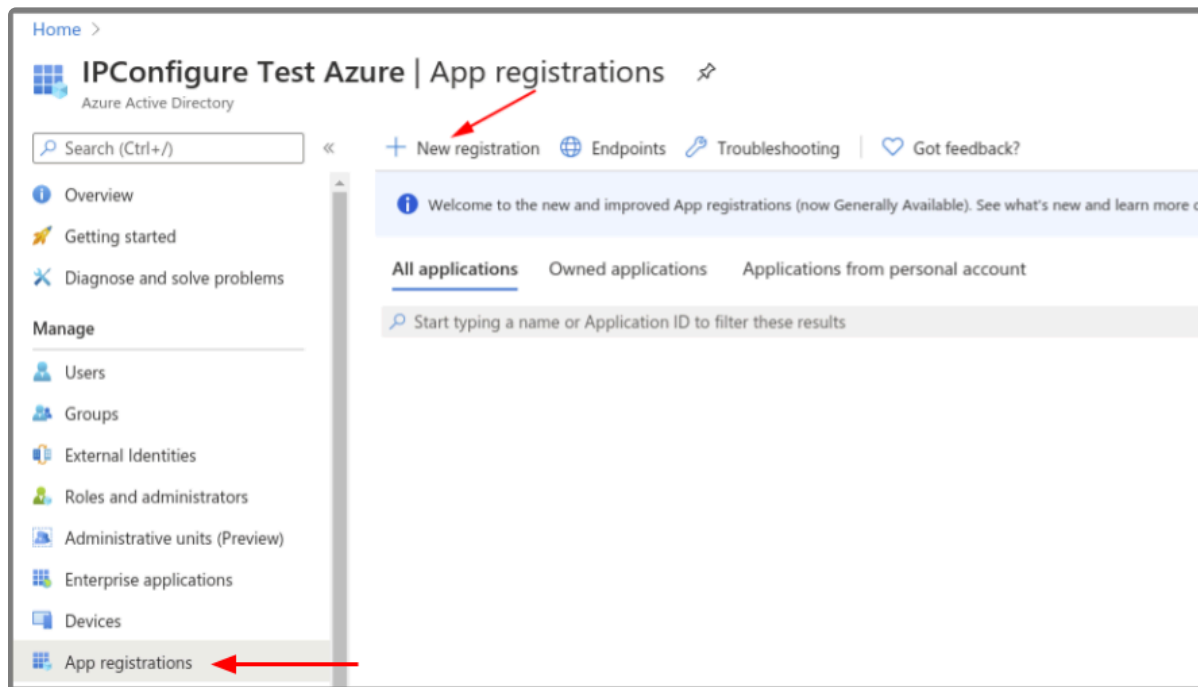 Home >
IPConfigure Test Azure | App registrations
Azure Active Directory
Search (Ctrl+/)
«
Overview
Getting started
Diagnose and solve problems
Manage
Users
Groups
External Identities
Roles and administrators
Administrative units (Preview)
Enterprise applications
Devices
App registrations
New registration Endpoints Troubleshooting Got feedback?
Welcome to the new and improved App registrations (now Generally Available). See what's new and learn more
All applications Owned applications Applications from personal account
Start typing a name or Application ID to filter these results